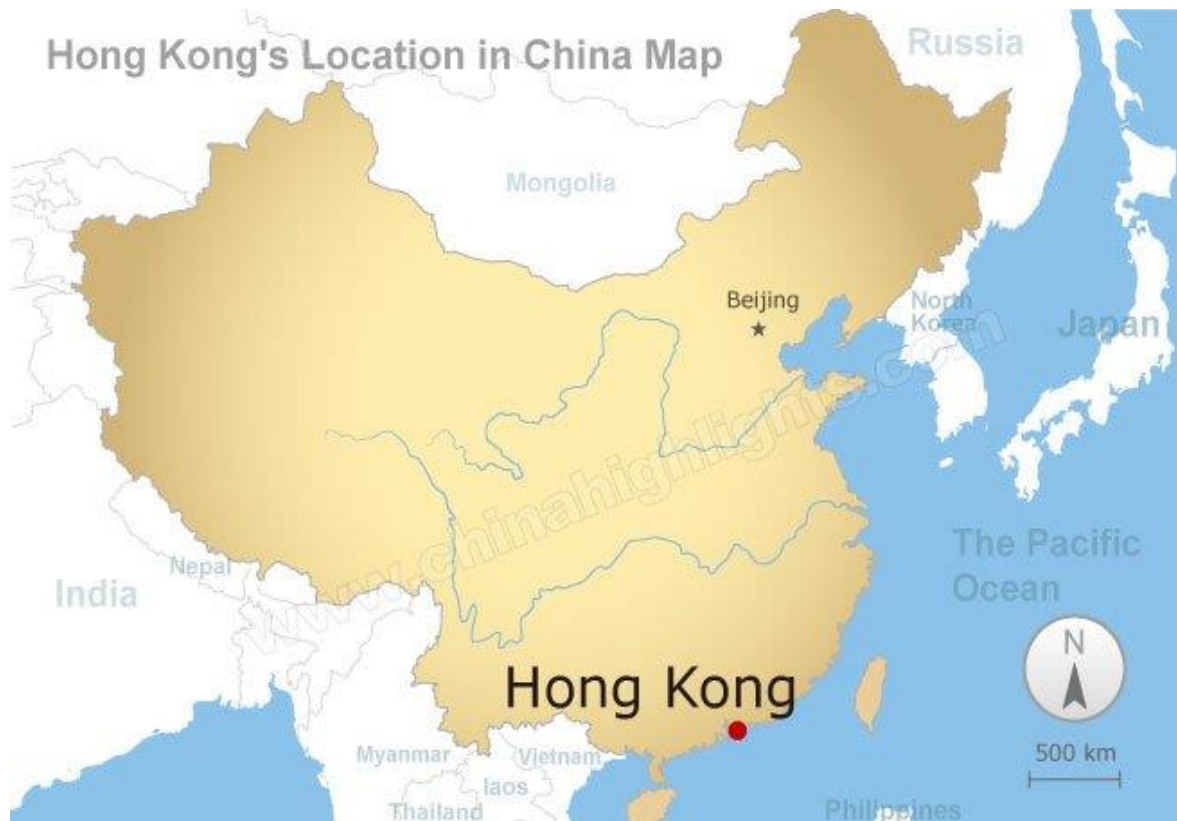 Hong Kong's Location in China Map
Russia
Mongolia
Beijing
North
Korea
Japan
www.chinahighlights.com
The Pacific
Ocean
Nepal
India
N
Hong Kong
500 km
Myanmar
Vietnam
laos
Thailand
Philippines